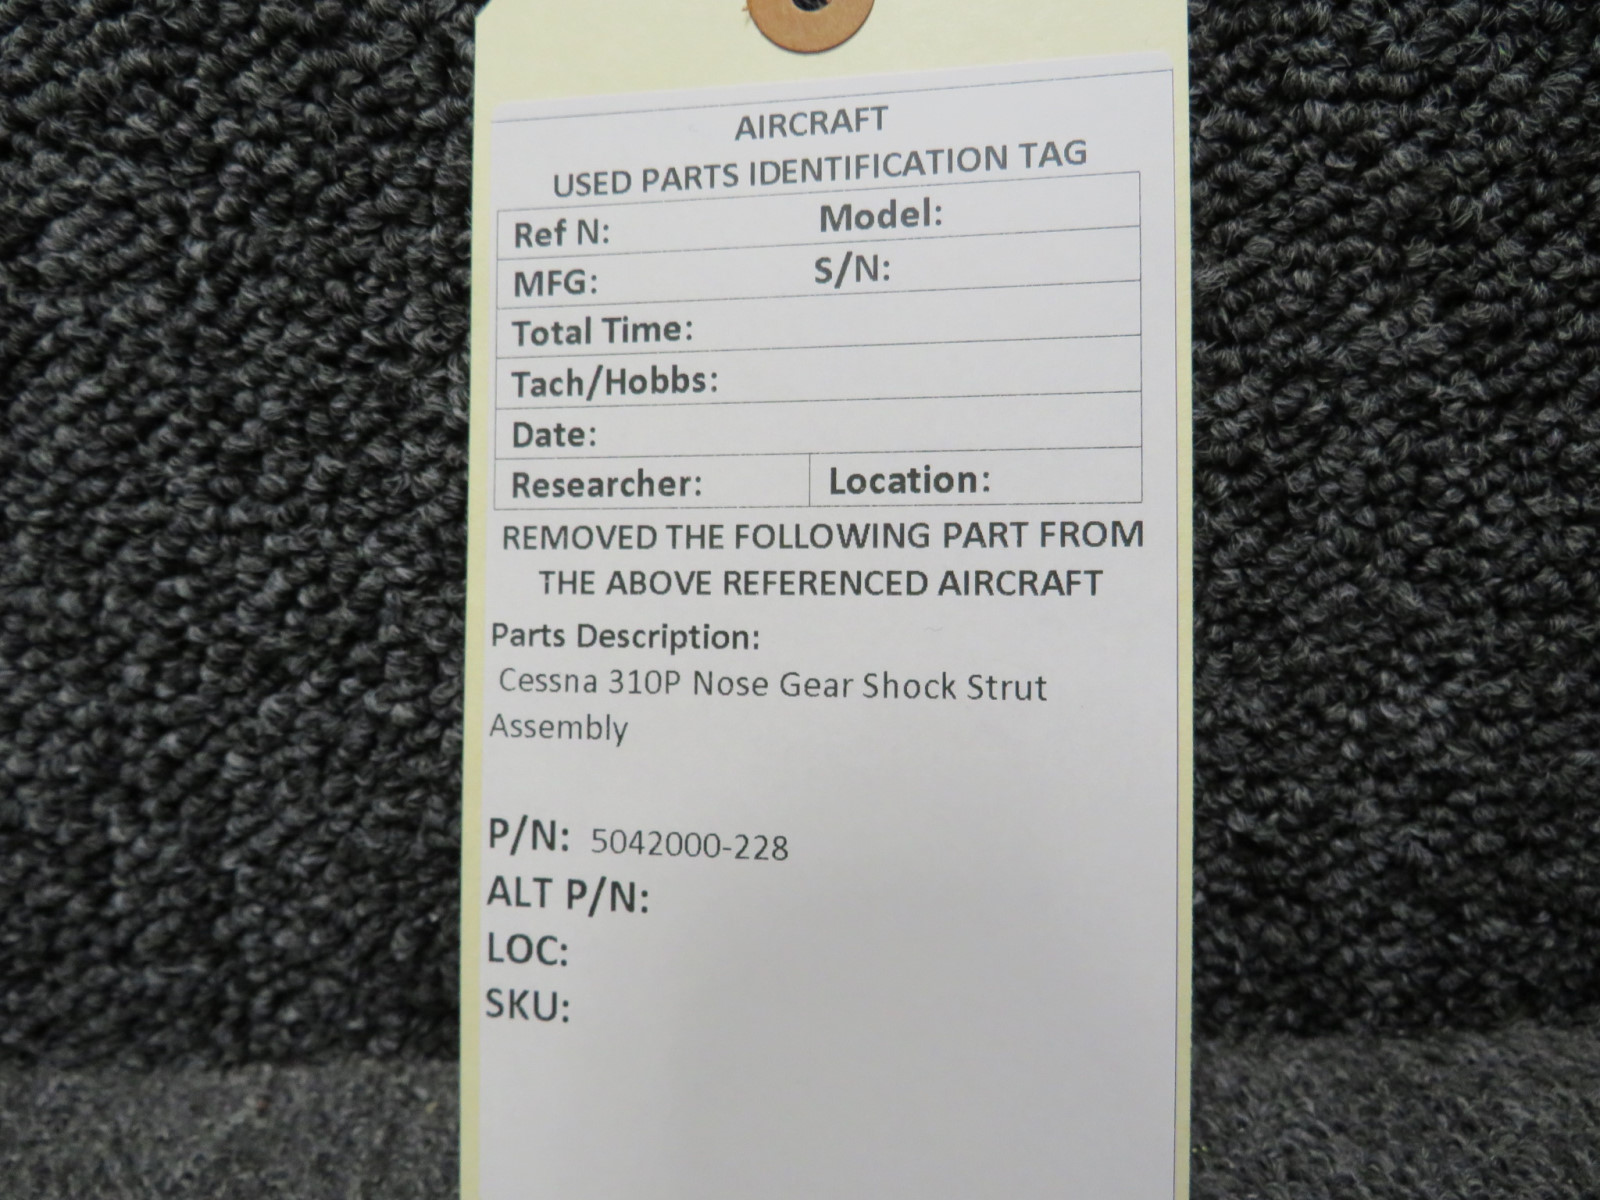 AIRCRAFT
USED PARTS IDENTIFICATION TAG
Ref N: Model:
MFG: S/N:
Total Time:
Tach/Hobbs:
Date:
Researcher: Location:
REMOVED THE FOLLOWING PART FROM
THE ABOVE REFERENCED AIRCRAFT
Parts Description:
Cessna 310P Nose Gear Shock Strut
Assembly
P/N: 5042000-228
ALT P/N:
LOC:
SKU: